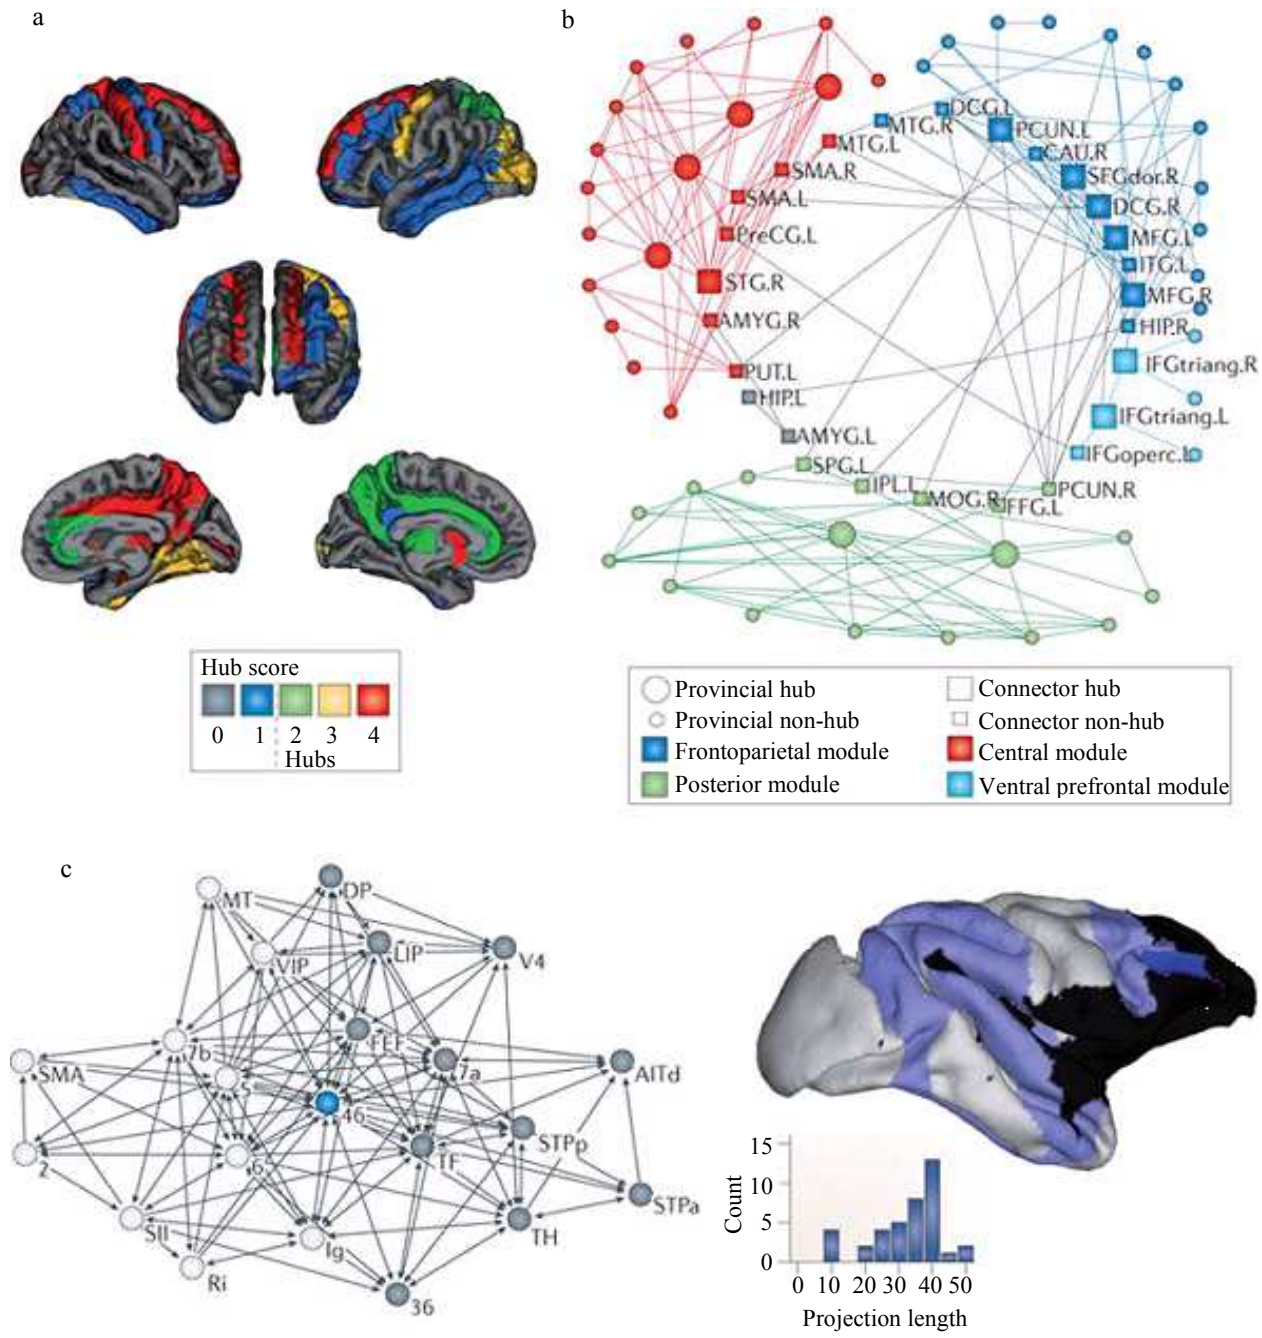 a
b
DCG.L
MTG.R
PCUN.L
MTG.L
CAU.R
SMA.R
SFGdor.R
SMA.L
DCG.R
PreCG.L
MFG.L
ITG.L
STG.R
MFG.R
AMYG.R
HIP.R
IFGtriang.R
PUT.L
HIP.L
IFGtriang.L
AMYG.L
IFGoperc.L
SPG.L
IPL.L
PCUN.R
MOG.R
FFG.L
Hub score
0 1 2 3 4
Hubs
Provincial hub
Connector hub
Provincial non-hub
Connector non-hub
Frontoparietal module
Central module
Posterior module
Ventral prefrontal module
c
DP
MT
LIP
V4
VIP
FEF
7b
7a
SMA
AITd
5
46
STPp
TF
2
6
STPa
SII
TH
Ig
Ri
36
Count
15
10
5
0
0 10 20 30 40 50
Projection length